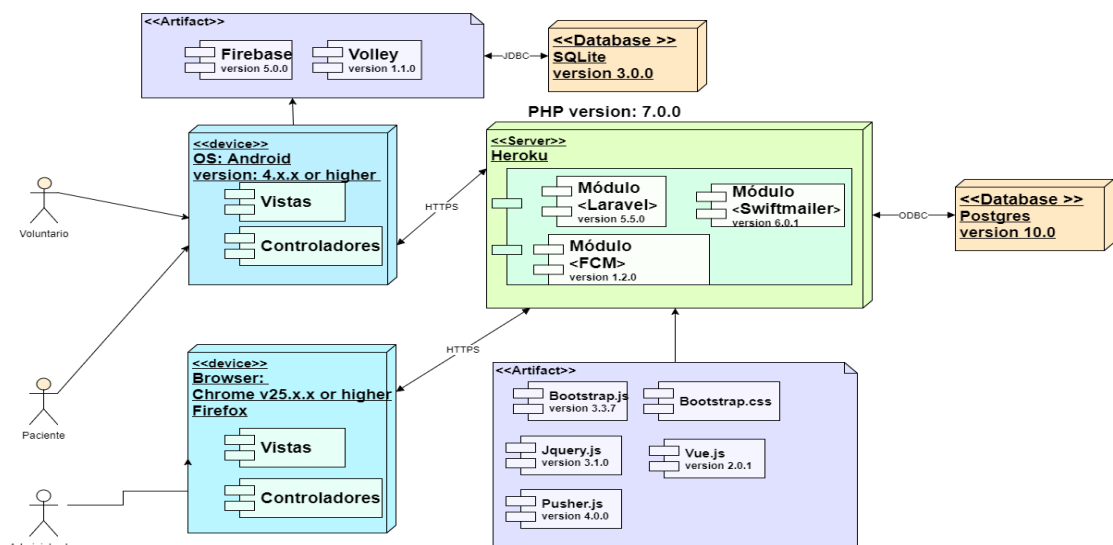 <<Artifact>>
Firebase
version 5.0.0
Volley
version 1.1.0
JDBC
<<Database >>
SQLite
version 3.0.0
PHP version: 7.0.0
<<device>>
OS: Android
version: 4.x.x or higher
Vistas
Controladores
HTTPS
<<Server>>
Heroku
Módulo
<Laravel>
version 5.5.0
Módulo
<Swiftmailer>
version 6.0.1
Módulo
<FCM>
version 1.2.0
ODBC
<<Database >>
Postgres
version 10.0
Voluntario
Paciente
<<device>>
Browser:
Chrome v25.x.x or higher
Firefox
Vistas
Controladores
HTTPS
<<Artifact>>
Bootstrap.js
version 3.3.7
Bootstrap.css
Jquery.js
version 3.1.0
Vue.js
version 2.0.1
Pusher.js
version 4.0.0